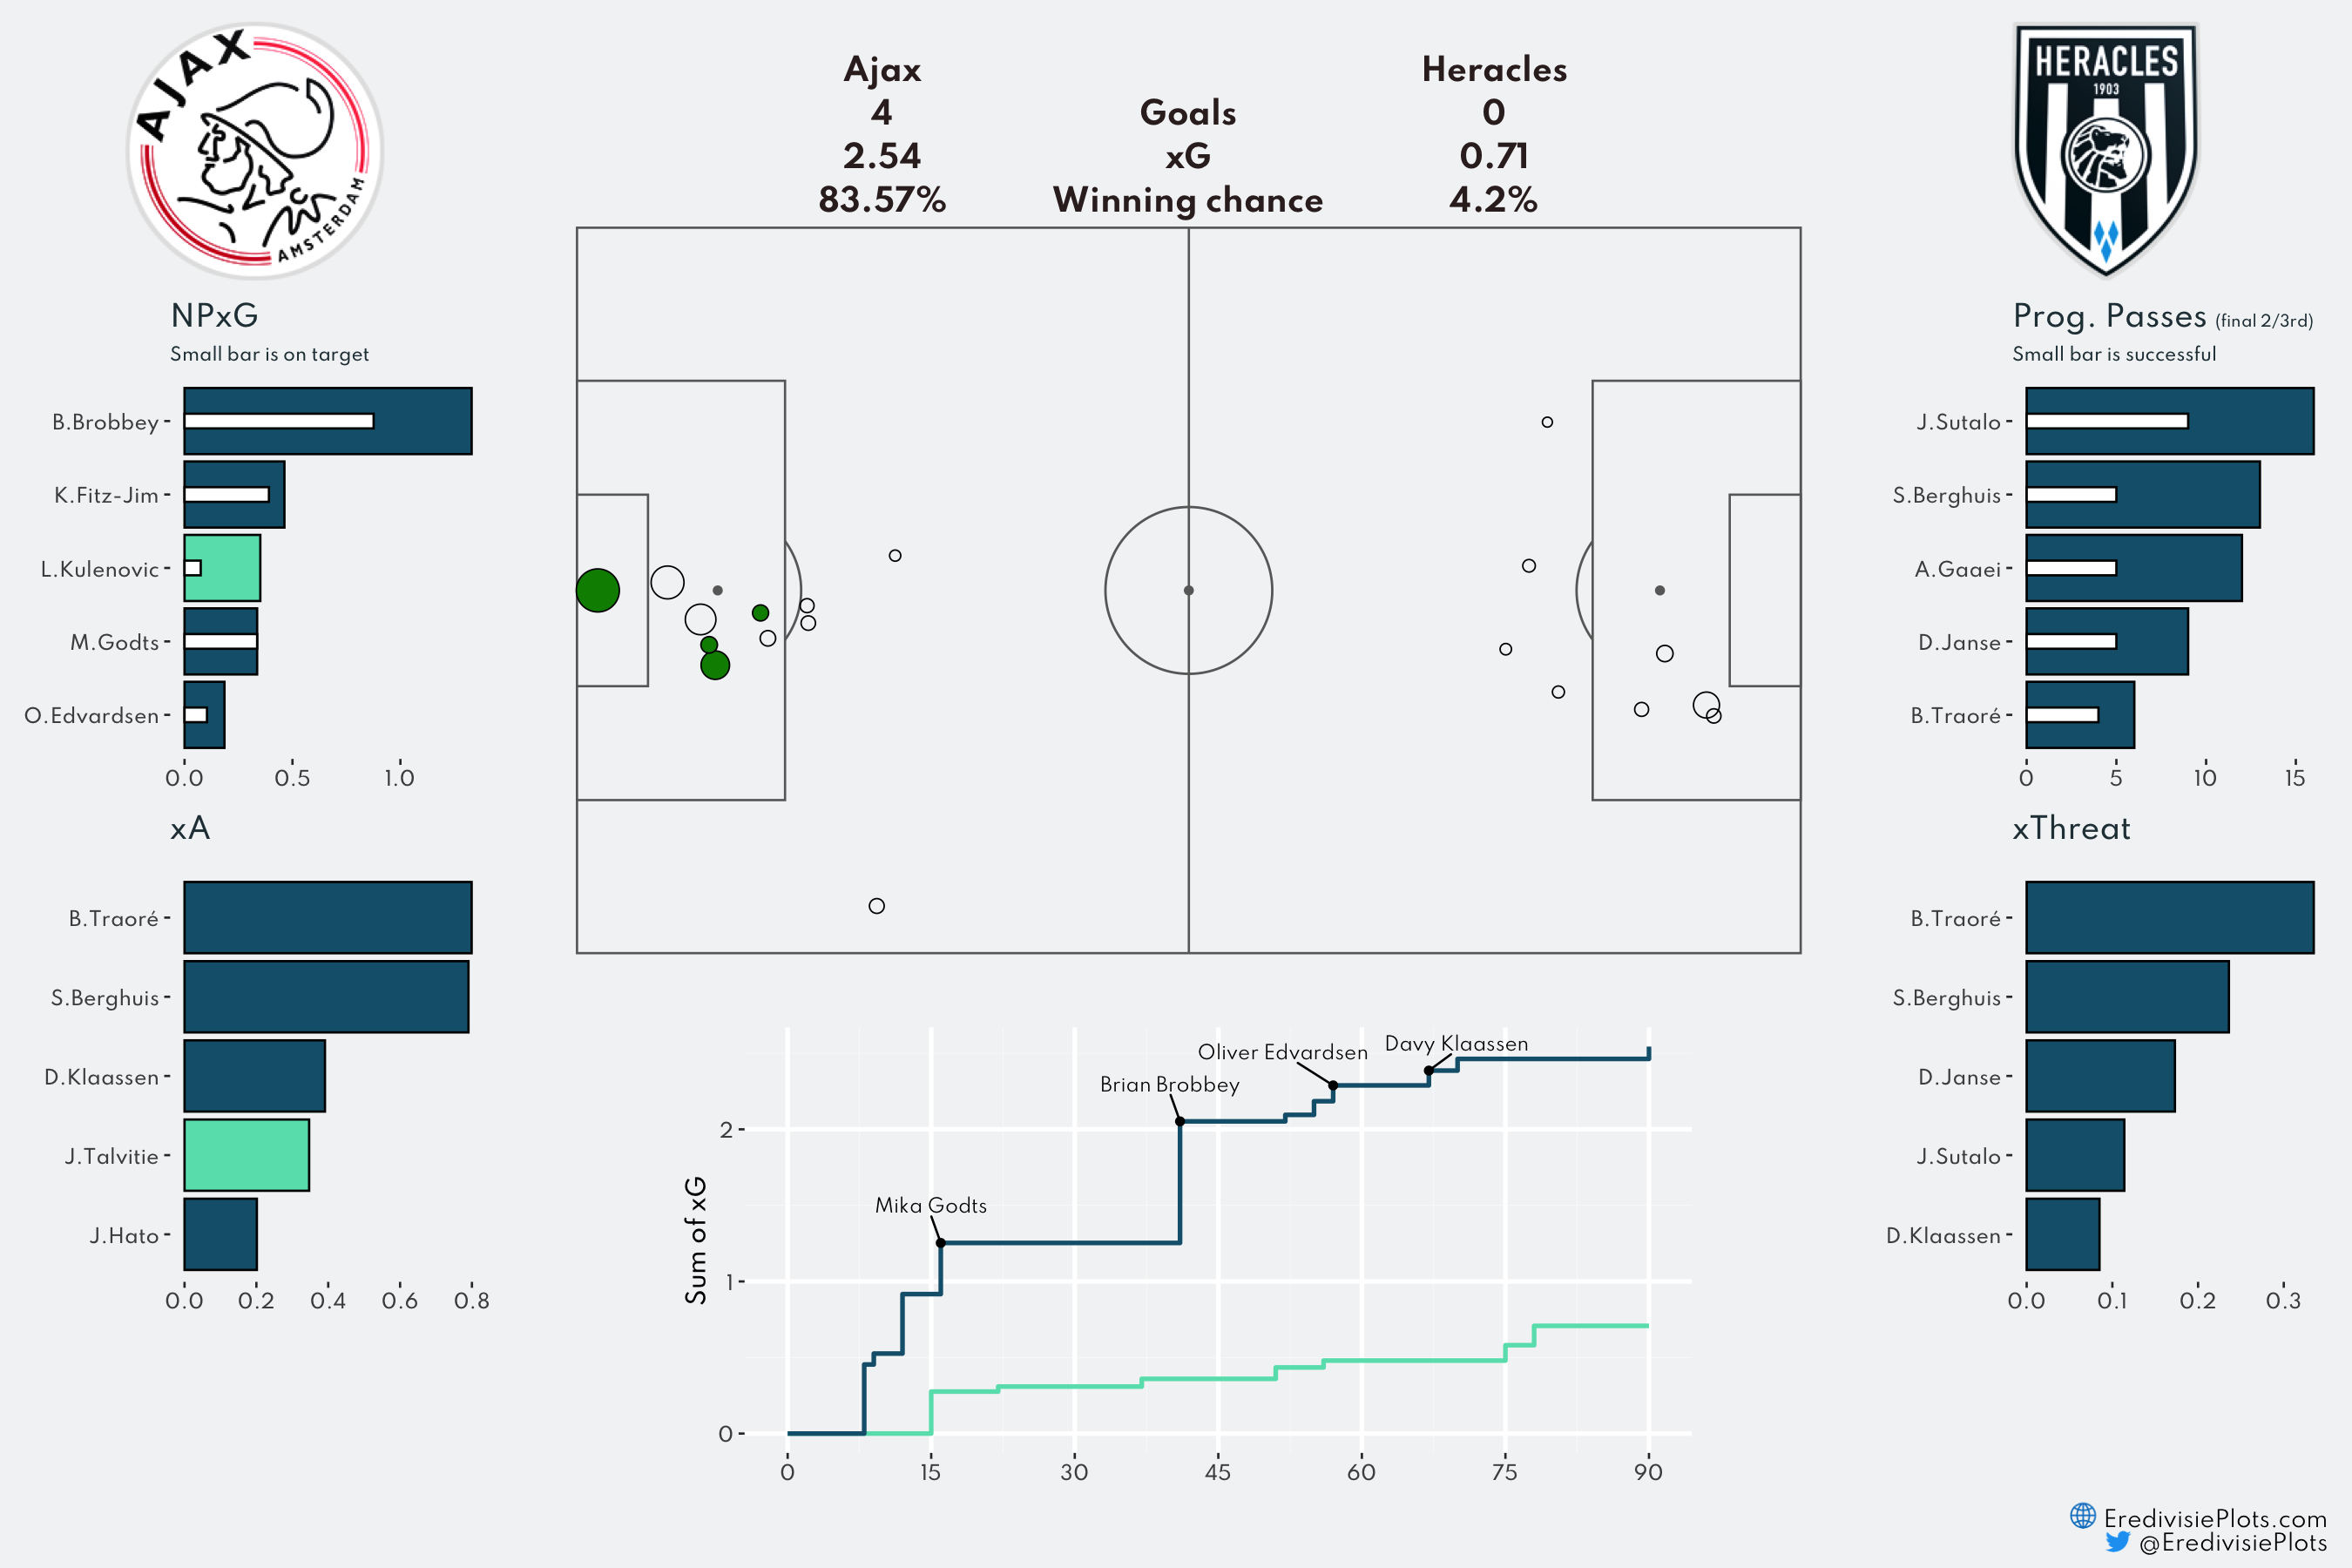 AJAX
AMSTERDAM
HERACLES
1903
Ajax Heracles
4 Goals 0
2.54 xG 0.71
83.57% Winning chance 4.2%
NPxG
Small bar is on target
B.Brobbey
K.Fitz-Jim
L.Kulenovic
M.Godts
O.Edvardsen
0.0 0.5 1.0
xA
B.Traoré
S.Berghuis
D.Klaassen
J.Talvitie
J.Hato
0.0 0.2 0.4 0.6 0.8
Davy Klaassen
Oliver Edvardsen
Brian Brobbey
Mika Godts
Sum of xG
2
1
0
0 15 30 45 60 75 90
Prog. Passes (final 2/3rd)
Small bar is successful
J.Sutalo
S.Berghuis
A.Gaaei
D.Janse
B.Traoré
0 5 10 15
xThreat
B.Traoré
S.Berghuis
D.Janse
J.Sutalo
D.Klaassen
0.0 0.1 0.2 0.3
EredivisiePlots.com
@EredivisiePlots